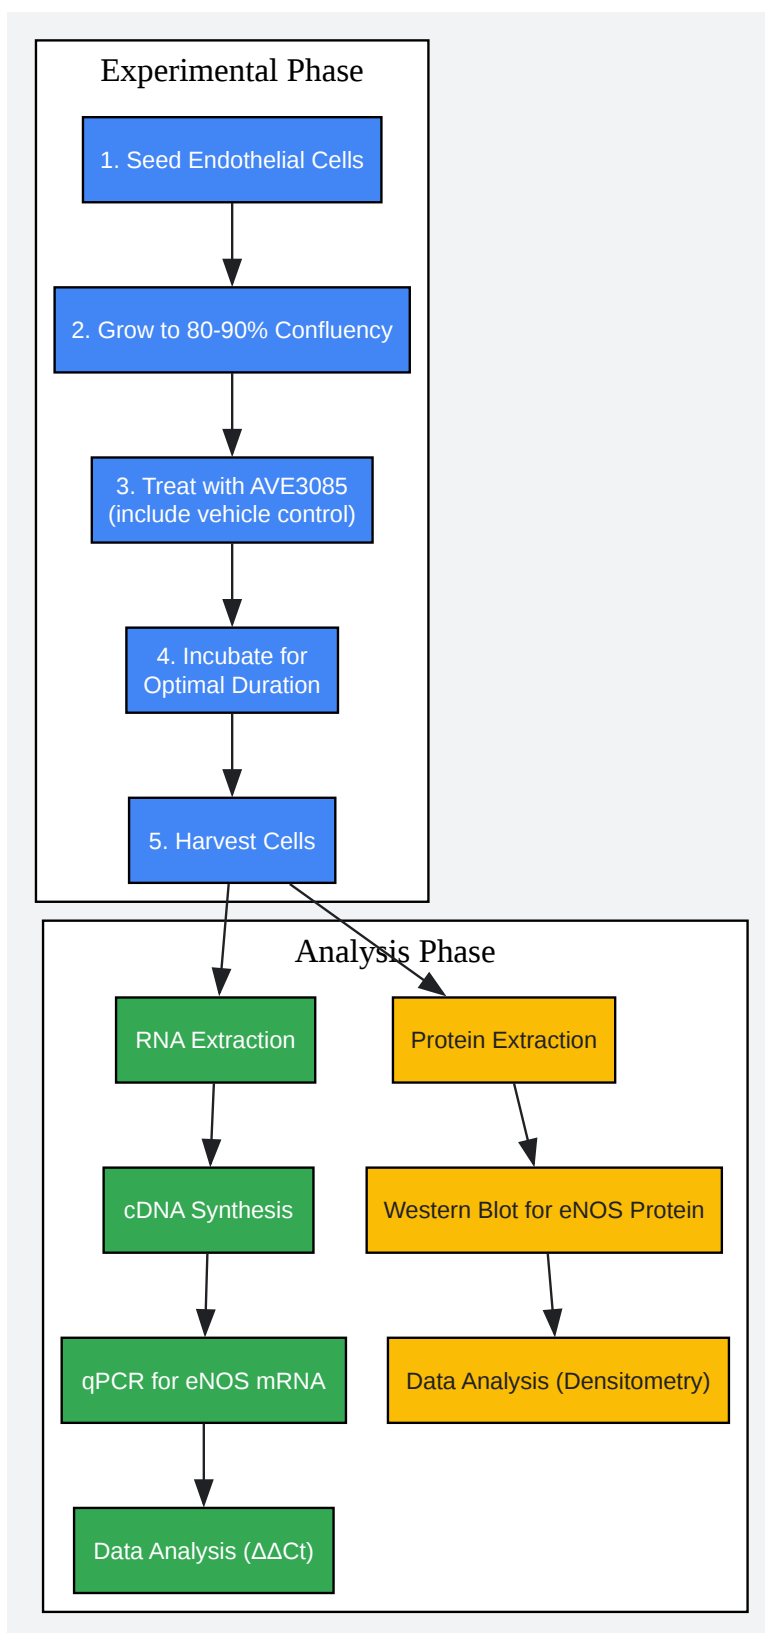 Experimental Phase
1. Seed Endothelial Cells
2. Grow to 80-90% Confluency
3. Treat with AVE3085
(include vehicle control)
4. Incubate for
Optimal Duration
5. Harvest Cells
Analysis Phase
RNA Extraction
Protein Extraction
cDNA Synthesis
Western Blot for eNOS Protein
qPCR for eNOS mRNA
Data Analysis (Densitometry)
Data Analysis (ΔΔCt)